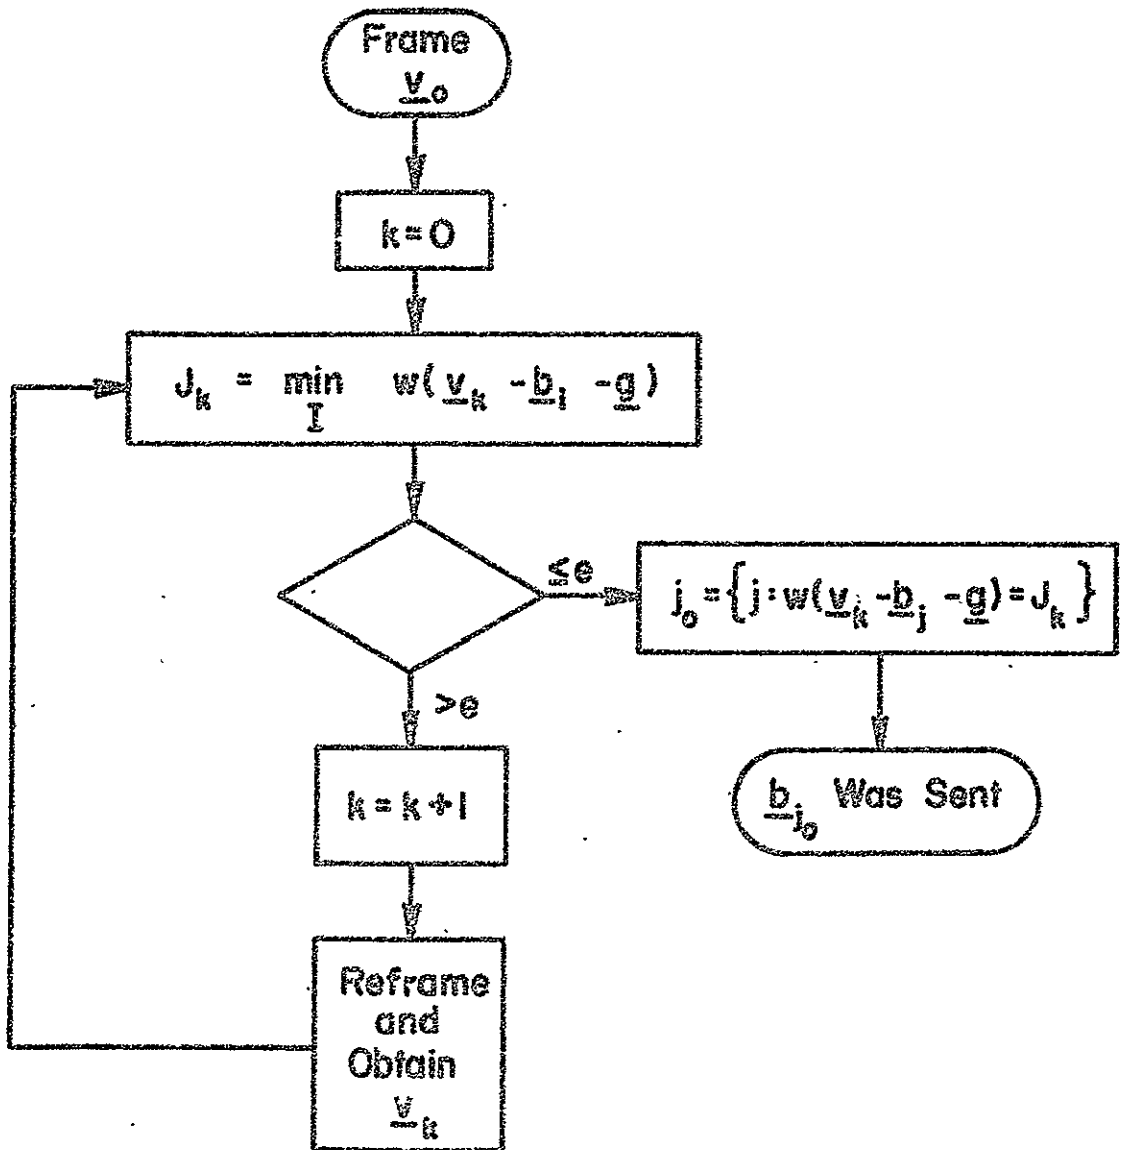 Frame
v_o
k=0
J_k = min w(v_k -b_i -g)
I
≤e
j_o={j:w(v_k-b_j-g)=J_k}
>e
b_j_o Was Sent
k=k+1
Reframe
and
Obtain
v_k